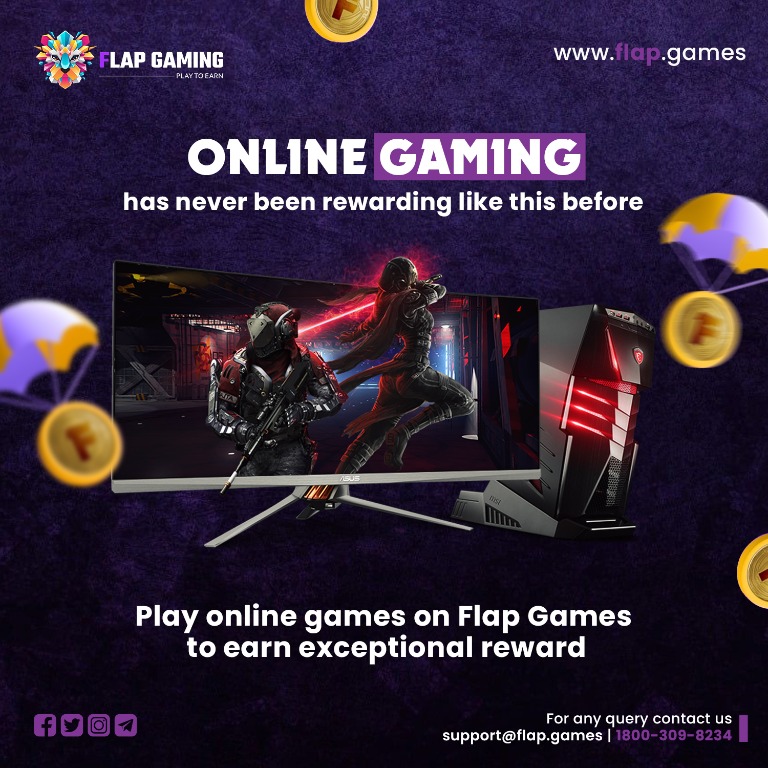 FLAP GAMING
PLAY TO EARN
www.flap.games
ONLINE GAMING
has never been rewarding like this before
ASUS
msi
Play online games on Flap Games
to earn exceptional reward
For any query contact us
support@flap.games | 1800-309-8234